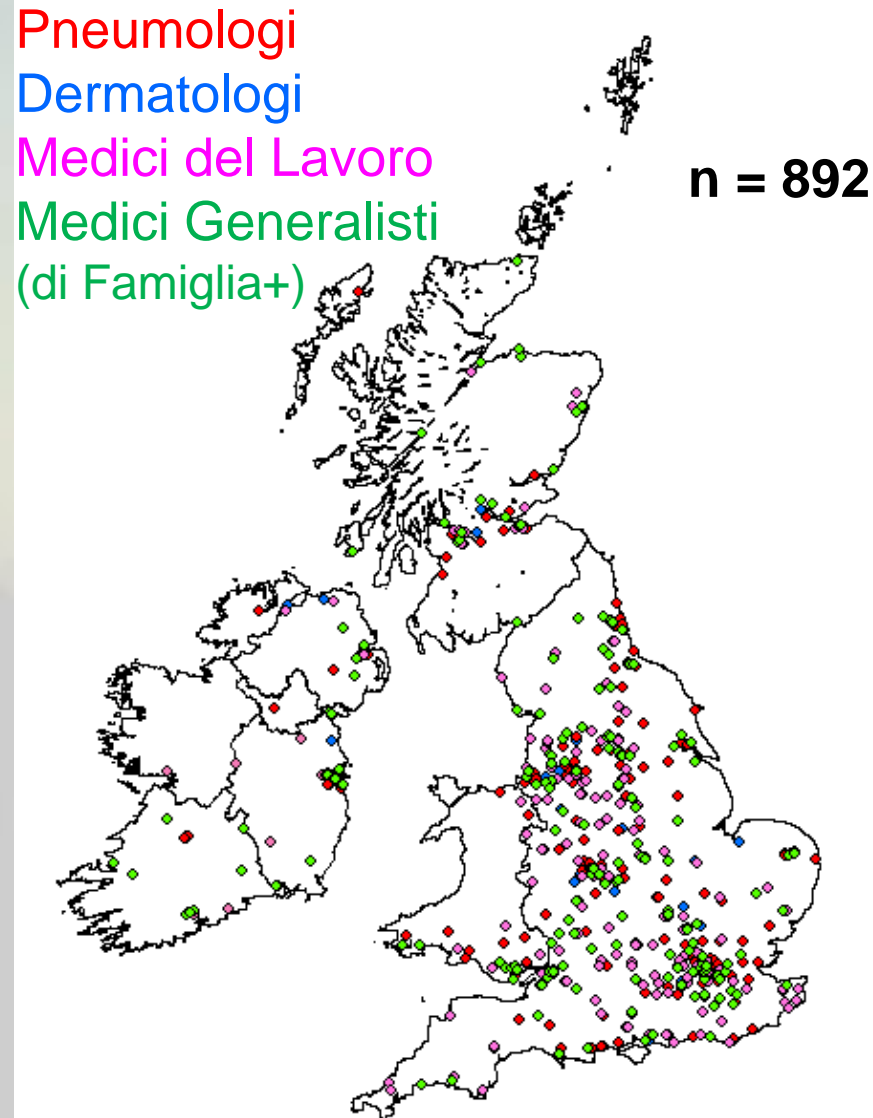 Pneumologi
Dermatologi
Medici del Lavoro
n = 892
Medici Generalisti
(di Famiglia+)